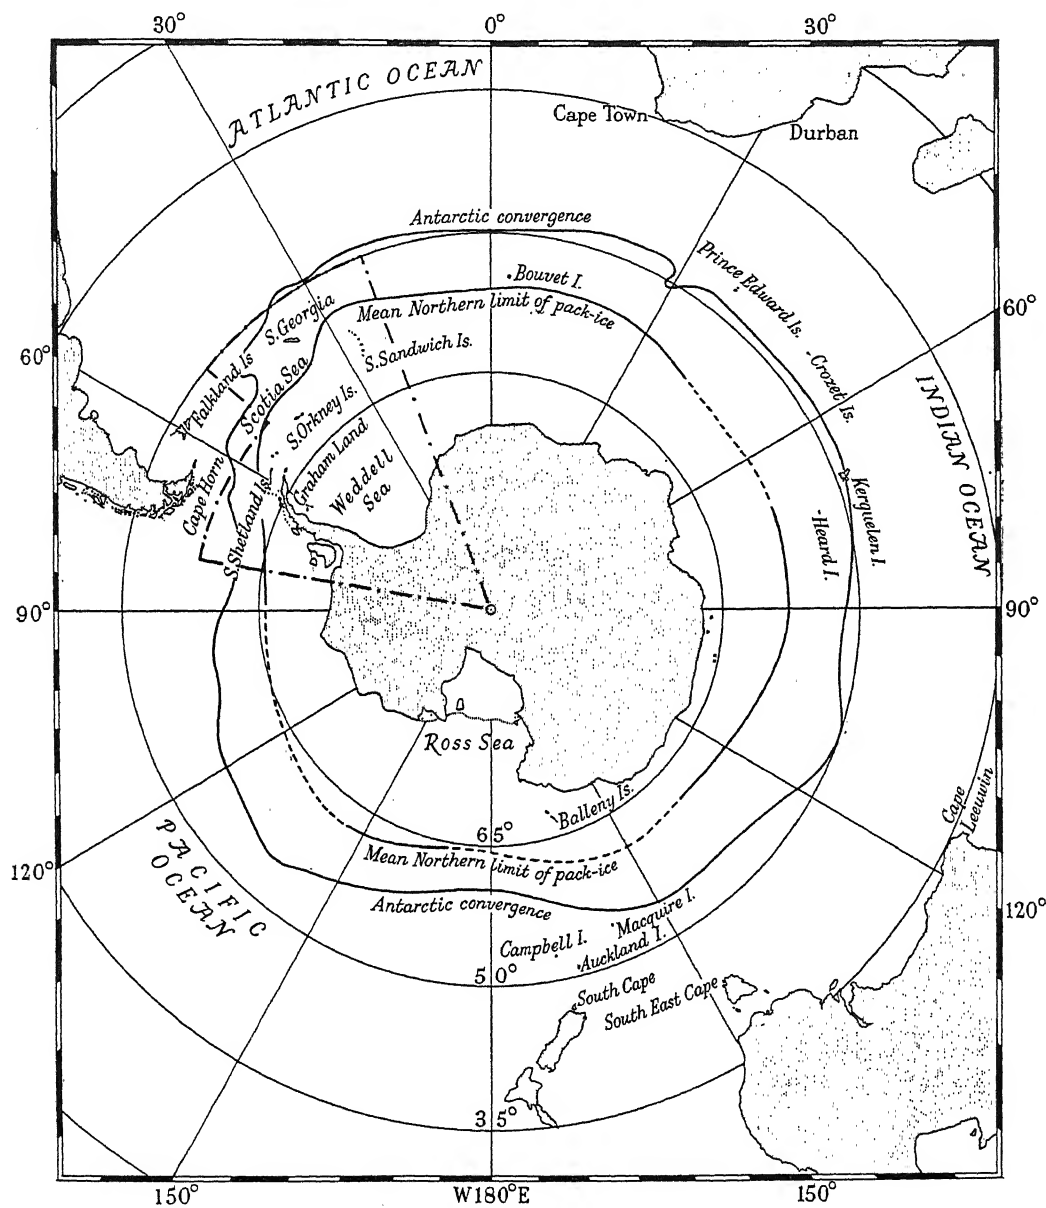 30°
0°
30°
ATLANTIC OCEAN
Cape Town
Durban
Antarctic convergence
Bouvet I.
Prince Edward Is.
Mean Northern limit of pack-ice
S. Georgia
60°
60°
S. Sandwich Is.
Crozet Is.
Falkland Is
Scotia Sea
S. Orkney Is.
INDIAN OCEAN
Graham Land
Weddell
Sea
Cape Horn
S. Shetland Is
Kerguelen I.
Heard I.
90°
90°
Ross Sea
Balleny Is.
Cape
Leeuwin
65°
PACIFIC
OCEAN
Mean Northern limit of pack-ice
120°
Antarctic convergence
Macquire I.
120°
Campbell I.
Auckland I.
50°
South Cape
South East Cape
35°
150°
W180°E
150°